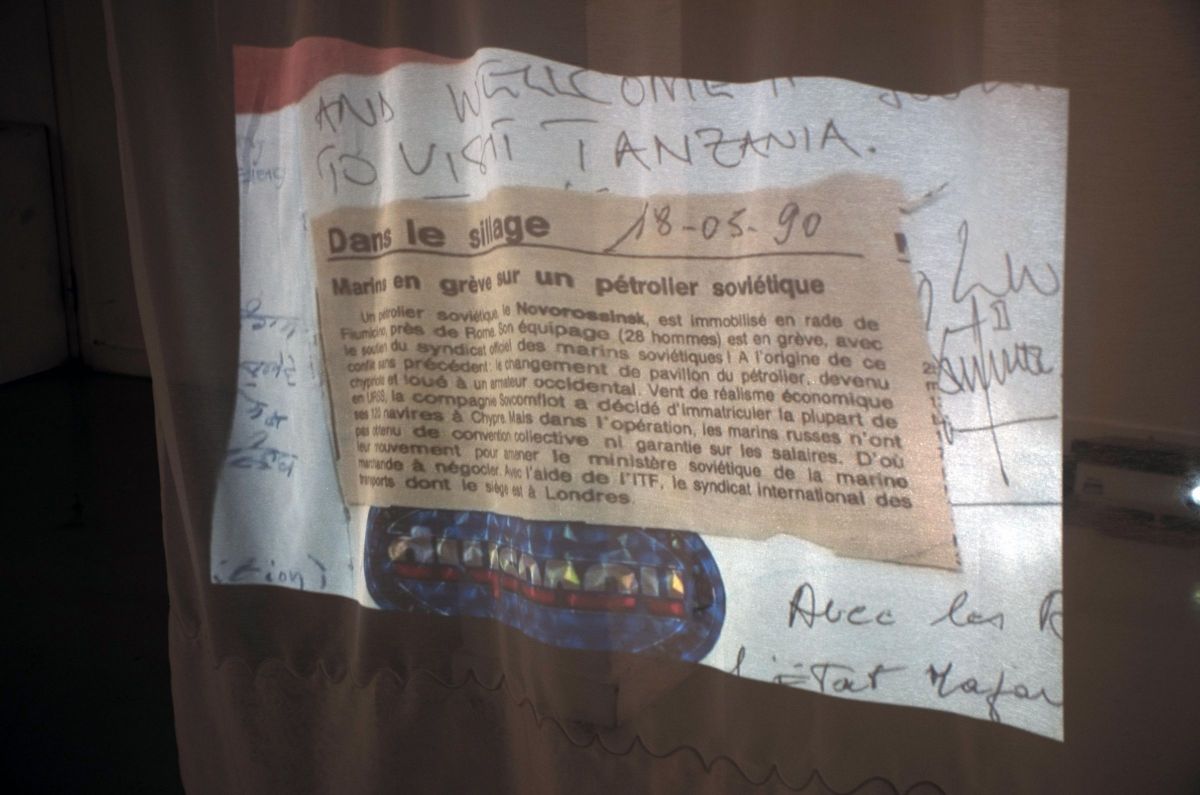 AND WELLCOME
TO VISIT TANZANIA.
Dans le sillage 18-05-90
Marins en grève sur un pétrolier soviétique
Un pétrolier soviétique, le Novorossinsk, est immobilisé en rade de
Fiumicino, près de Rome. Son équipage (28 hommes) est en grève, avec
le soutien du syndicat officiel des marins soviétiques ! A l'origine de ce
conflit sans précédent : le changement de pavillon du pétrolier, devenu
chypriote et loué à un armateur occidental. Vent de réalisme économique
en URSS, la compagnie Sovcomflot a décidé d'immatriculer la plupart de
ses 120 navires à Chypre. Mais dans l'opération, les marins russes n'ont
pas obtenu de convention collective ni garantie sur les salaires. D'où
leur mouvement pour amener le ministère soviétique de la marine
marchande à négocier. Avec l'aide de l'ITF, le syndicat international des
transports dont le siège est à Londres.
Avec les
l'état Major